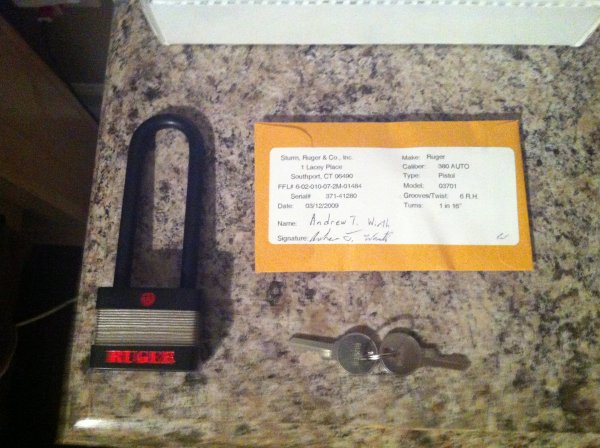 Sturm, Ruger & Co., Inc.
1 Lacey Place
Southport, CT 06490
FFL# 6-02-010-07-2M-01484
Serial# 371-41280
Date: 03/12/2009
Make: Ruger
Caliber: 380 AUTO
Type: Pistol
Model: 03701
Grooves/Twist: 6 R.H.
Turns: 1 in 16"
Name: Andrew T. Wirth
Signature:
RUGER